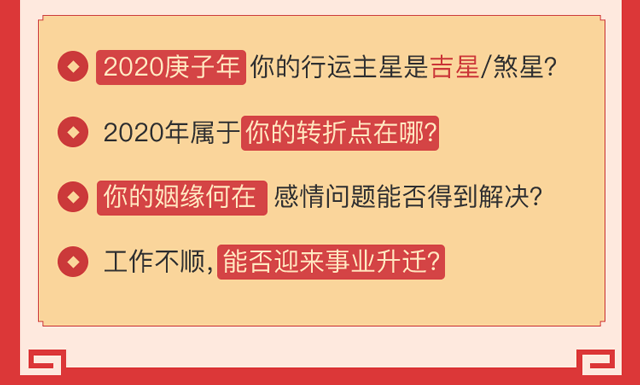 2020庚子年 你的行运主星是吉星/煞星?
2020年属于你的转折点在哪?
你的姻缘何在 感情问题能否得到解决?
工作不顺,能否迎来事业升迁?